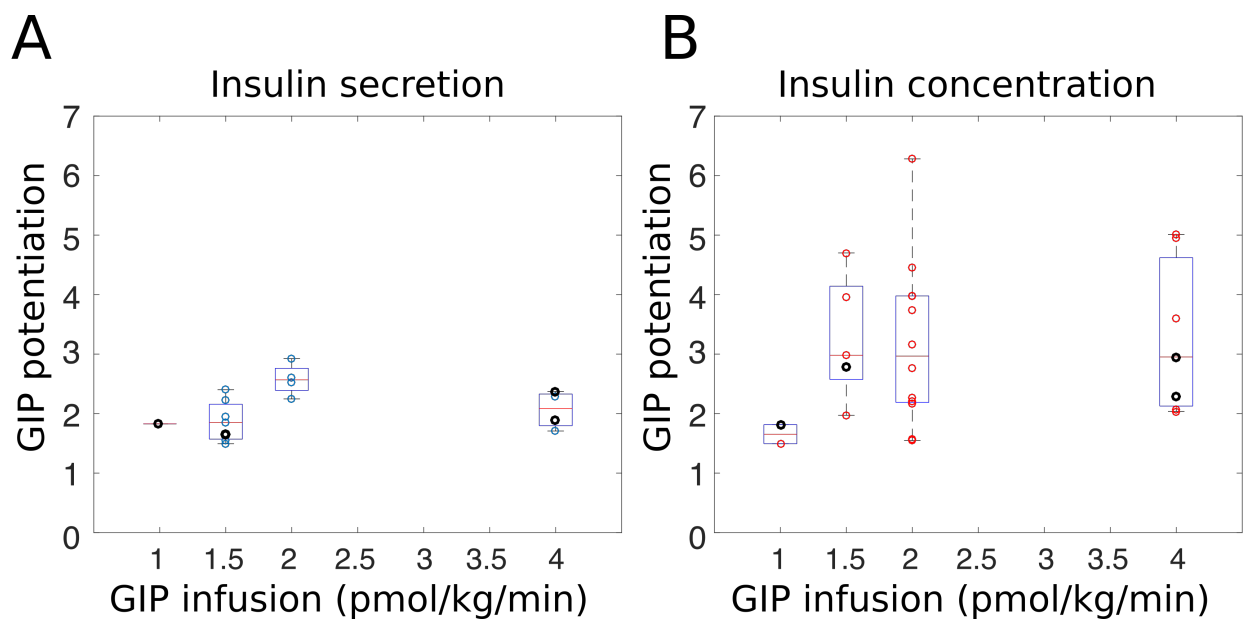 A
Insulin secretion
7
6
5
4
3
2
1
0
GIP potentiation
1 1.5 2 2.5 3 3.5 4
GIP infusion (pmol/kg/min)
B
Insulin concentration
7
6
5
4
3
2
1
0
GIP potentiation
1 1.5 2 2.5 3 3.5 4
GIP infusion (pmol/kg/min)